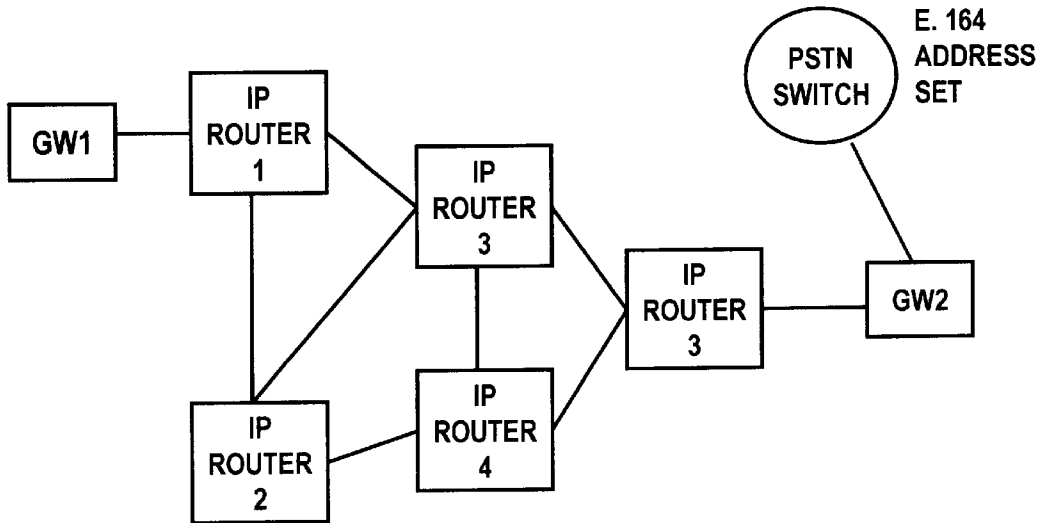 GW1
IP
ROUTER
1
IP
ROUTER
2
IP
ROUTER
3
IP
ROUTER
4
IP
ROUTER
3
GW2
PSTN
SWITCH
E. 164
ADDRESS
SET